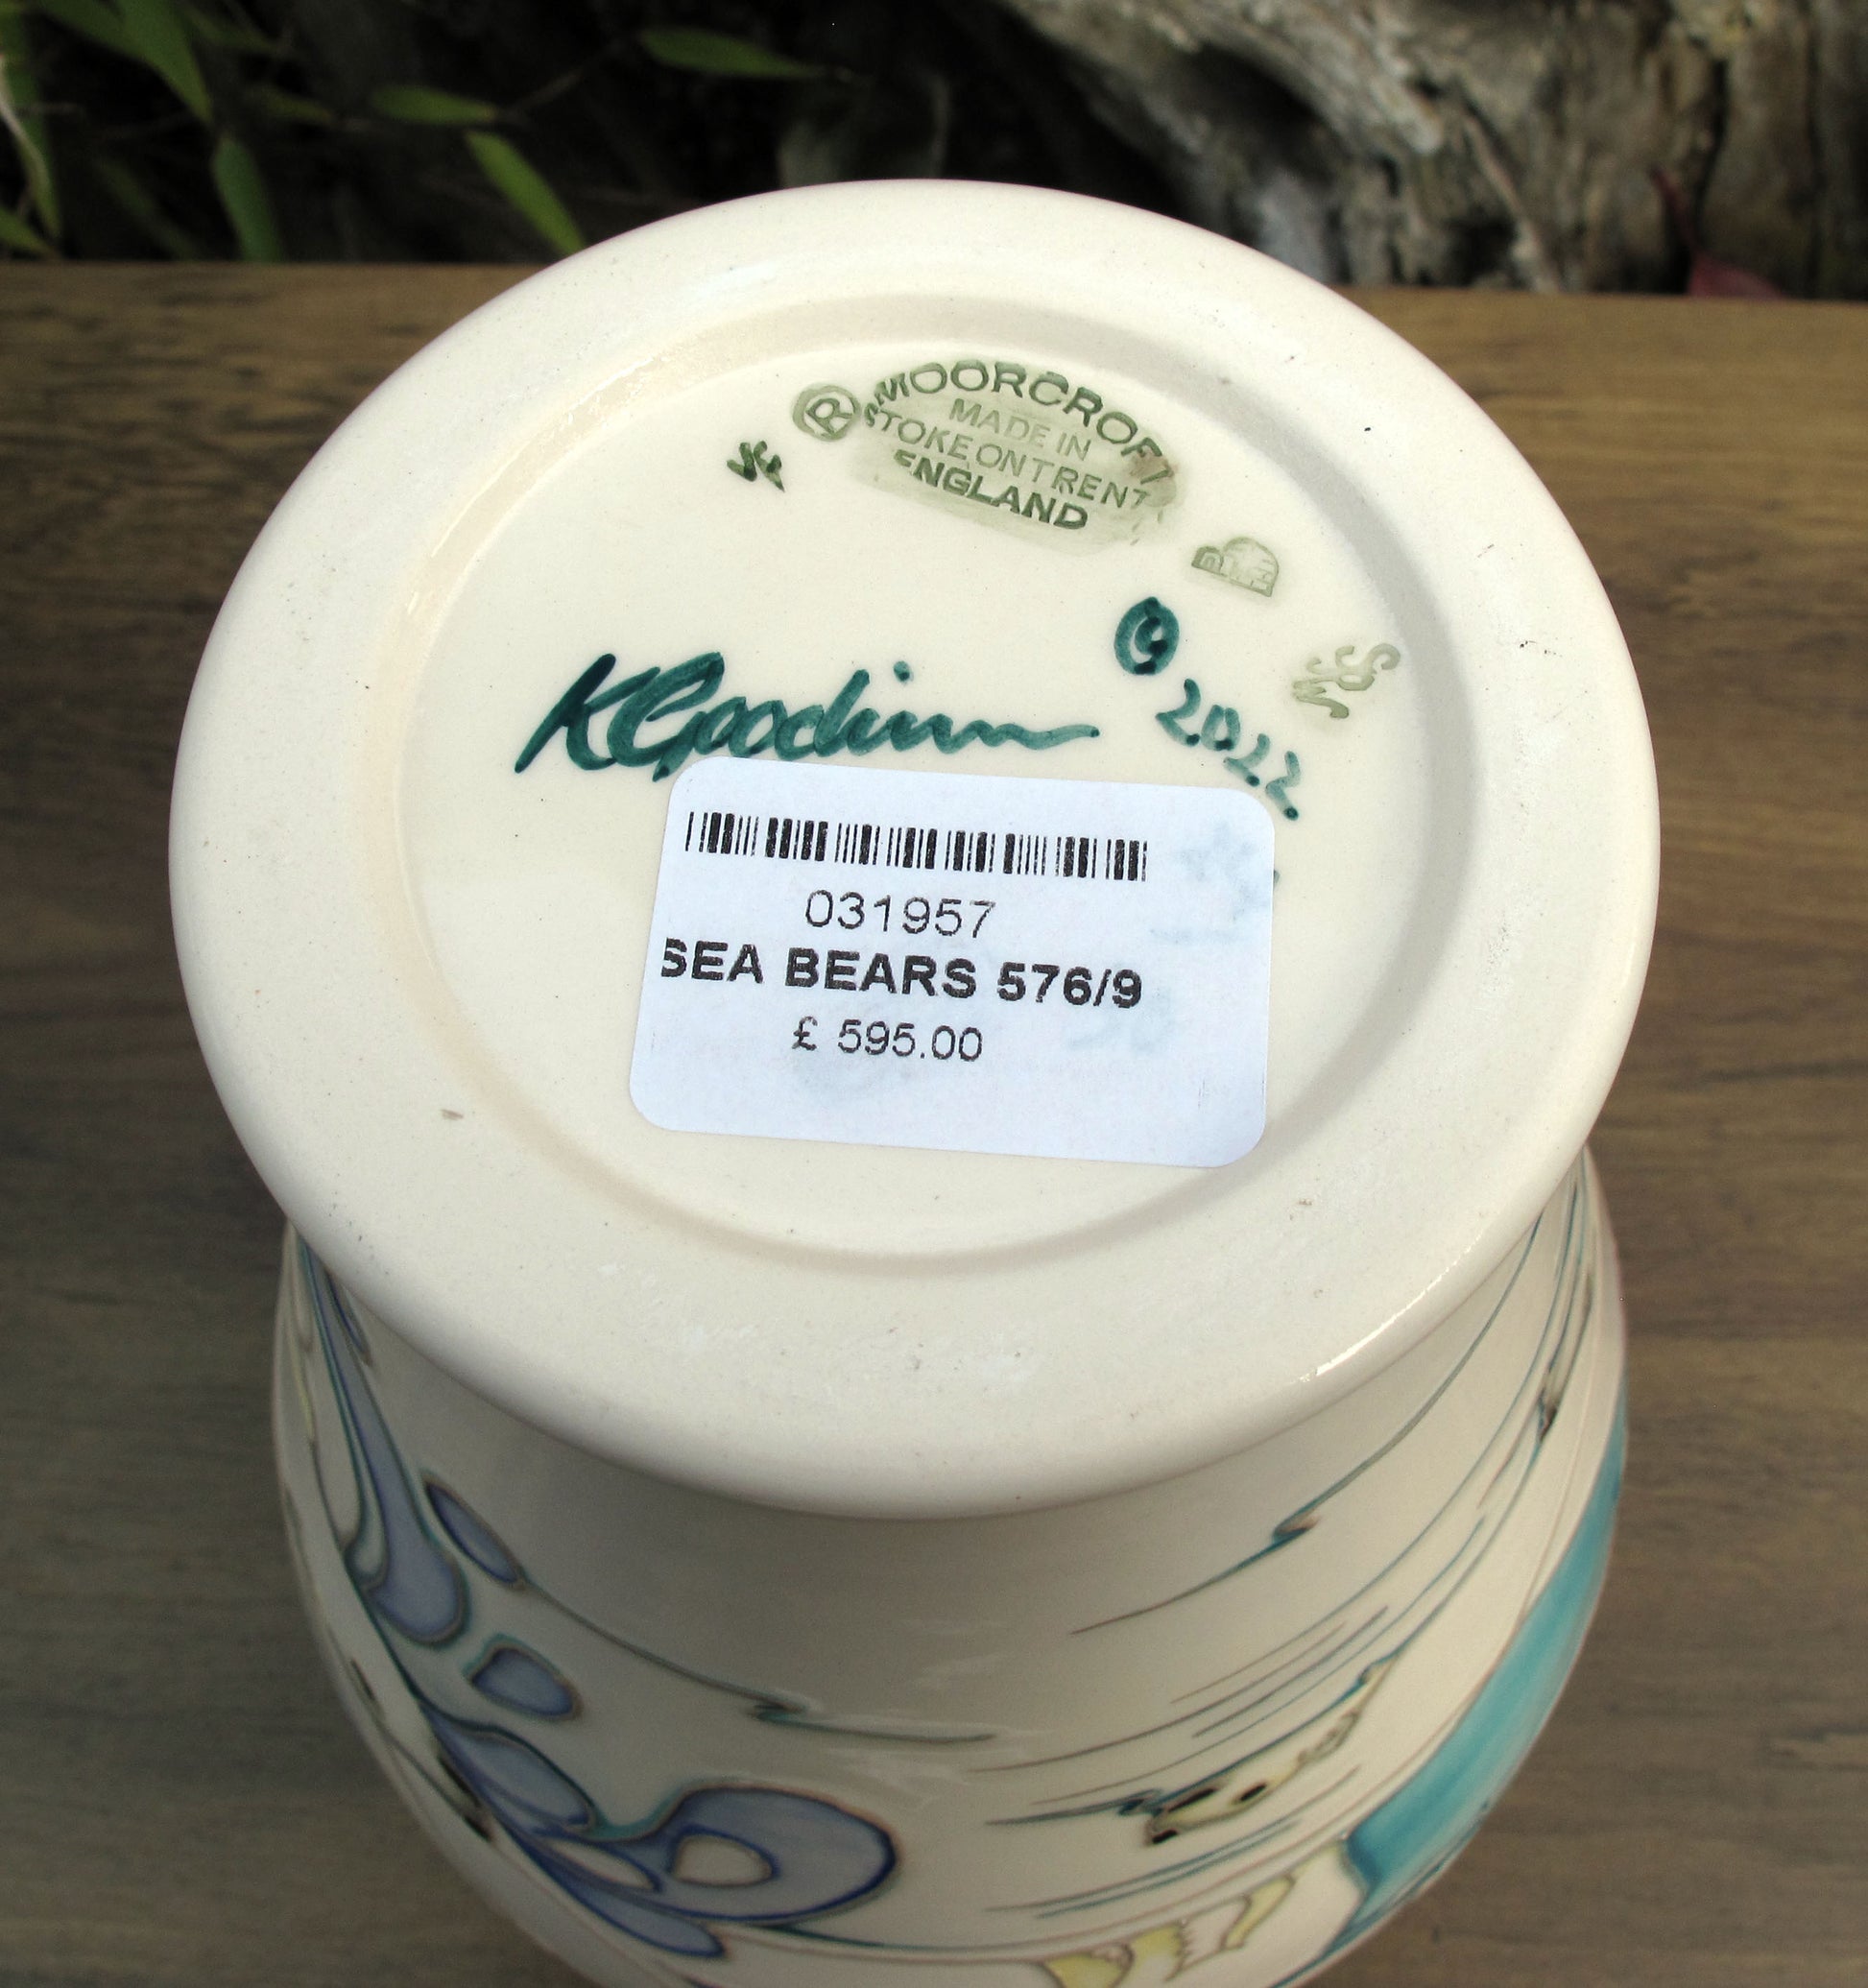 ®
MOORCROFT
MADE IN
STOKE ON TRENT
ENGLAND
KGoodwin
© 2022
031957
SEA BEARS 576/9
£ 595.00